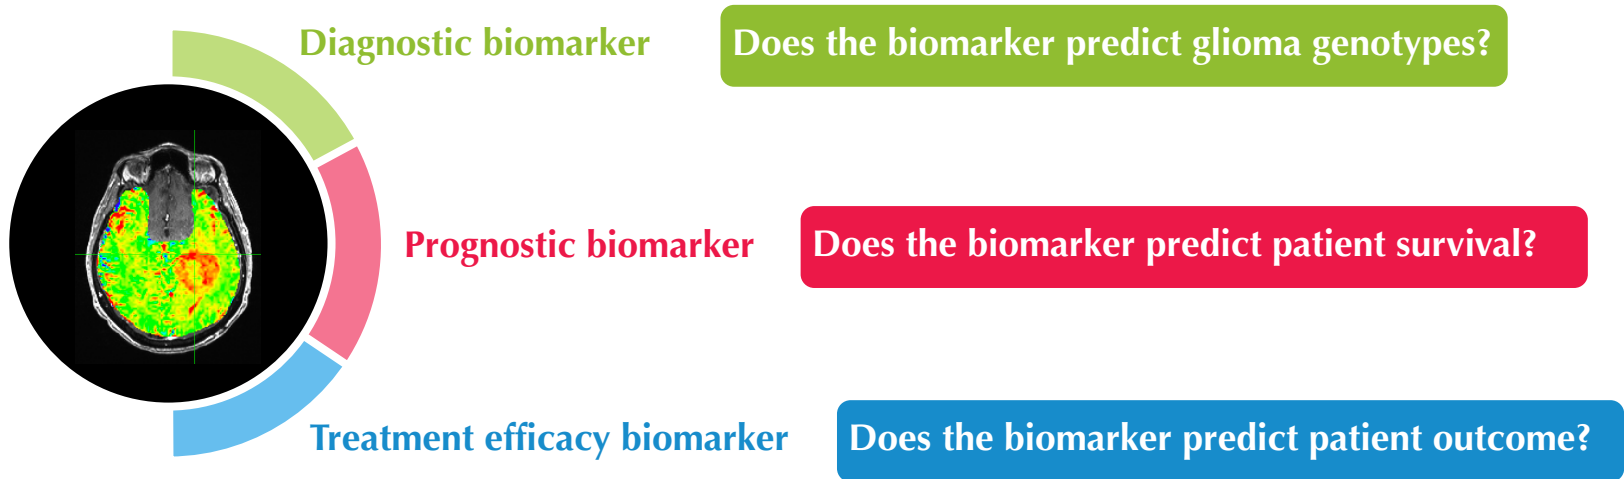 Diagnostic biomarker
Does the biomarker predict glioma genotypes?
Prognostic biomarker
Does the biomarker predict patient survival?
Treatment efficacy biomarker
Does the biomarker predict patient outcome?